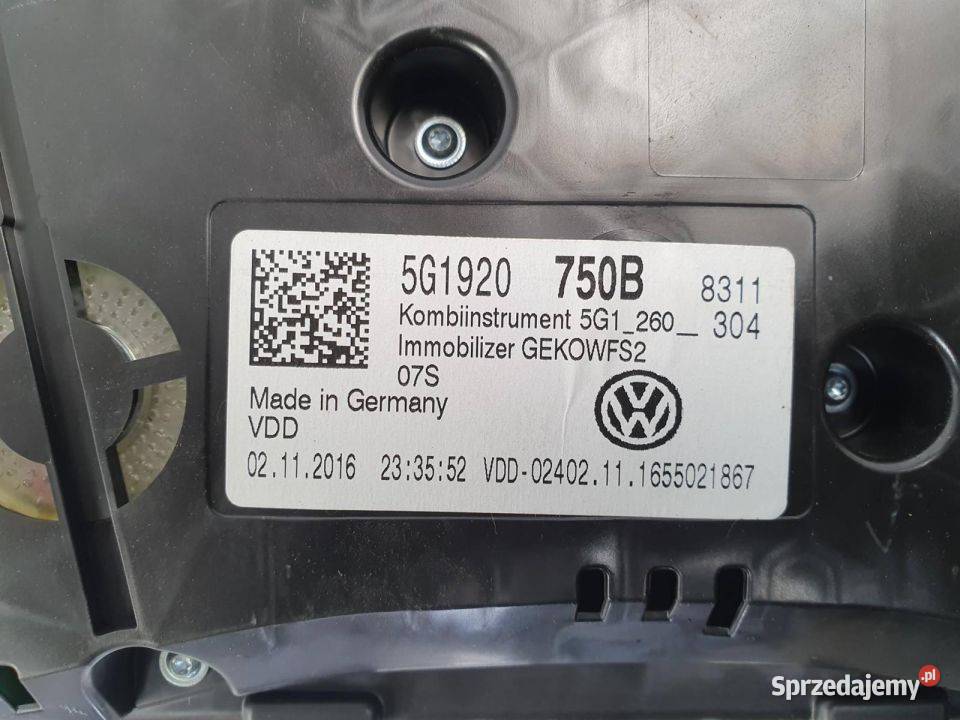 5G1920 750B 8311
Kombiinstrument 5G1_260_ 304
Immobilizer GEKOWFS2
07S
Made in Germany
VDD
02.11.2016 23:35:52 VDD-02402.11.1655021867
Sprzedajemy.pl